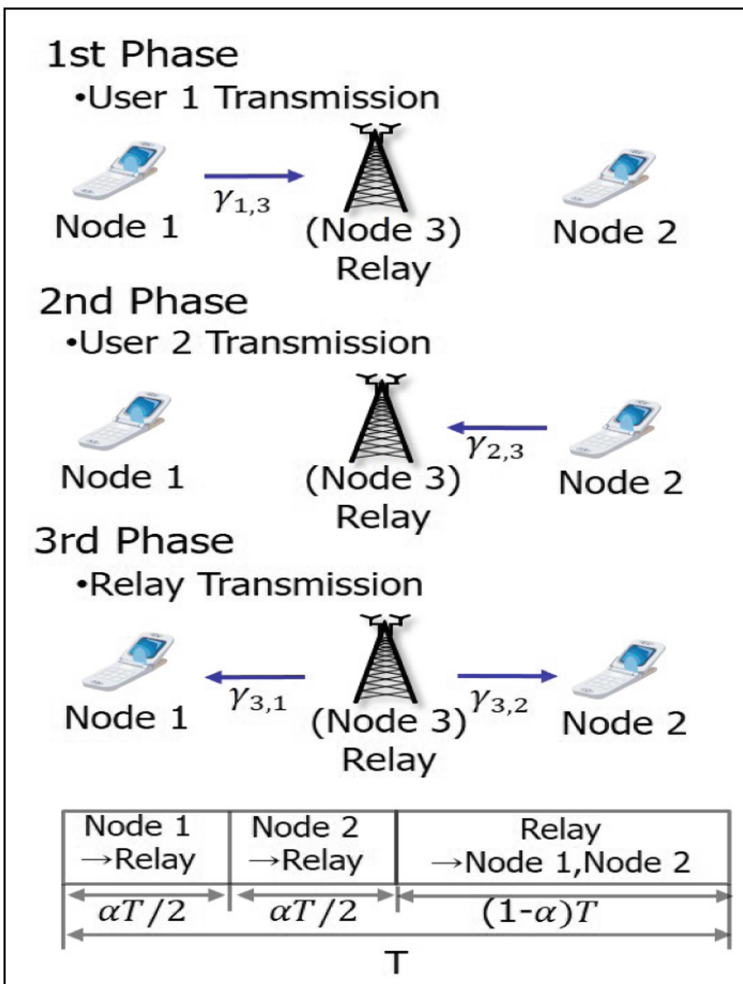 1st Phase
•User 1 Transmission
γ1,3
Node 1
(Node 3)
Relay
Node 2
2nd Phase
•User 2 Transmission
γ2,3
Node 1
(Node 3)
Relay
Node 2
3rd Phase
•Relay Transmission
γ3,1
γ3,2
Node 1
(Node 3)
Relay
Node 2
Node 1
→Relay
Node 2
→Relay
Relay
→Node 1,Node 2
αT/2
αT/2
(1-α)T
T